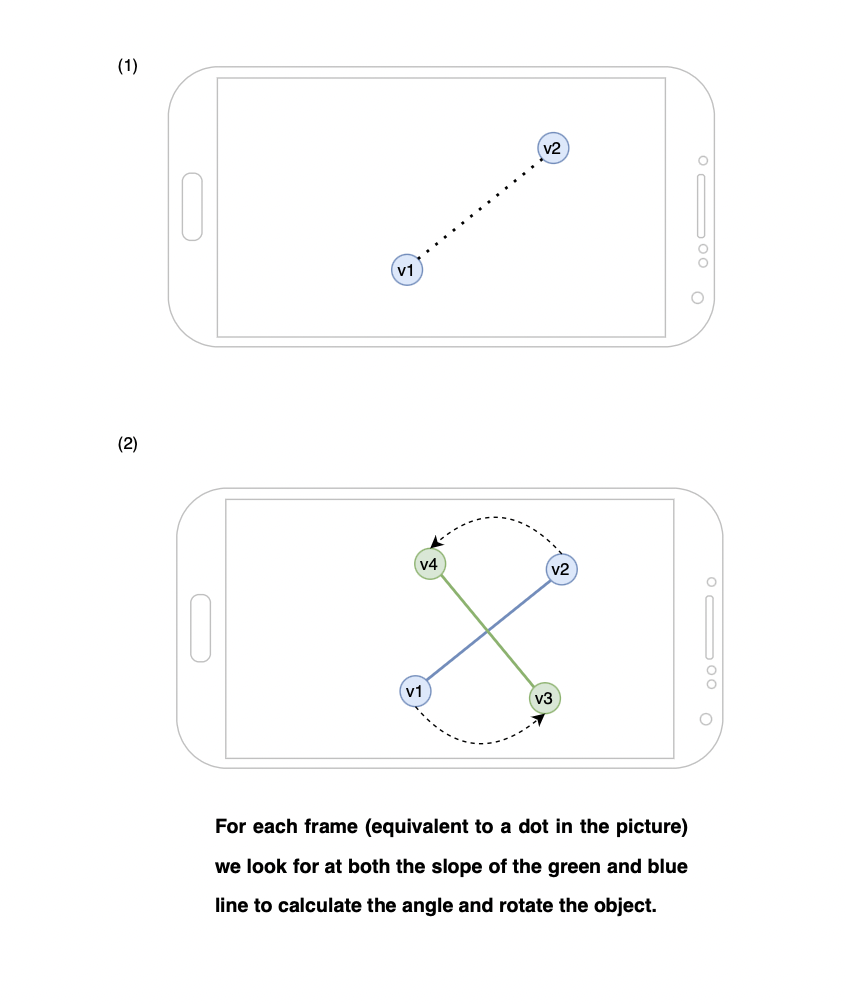 (1)
v2
v1
(2)
v4
v2
v1
v3
For each frame (equivalent to a dot in the picture)
we look for at both the slope of the green and blue
line to calculate the angle and rotate the object.